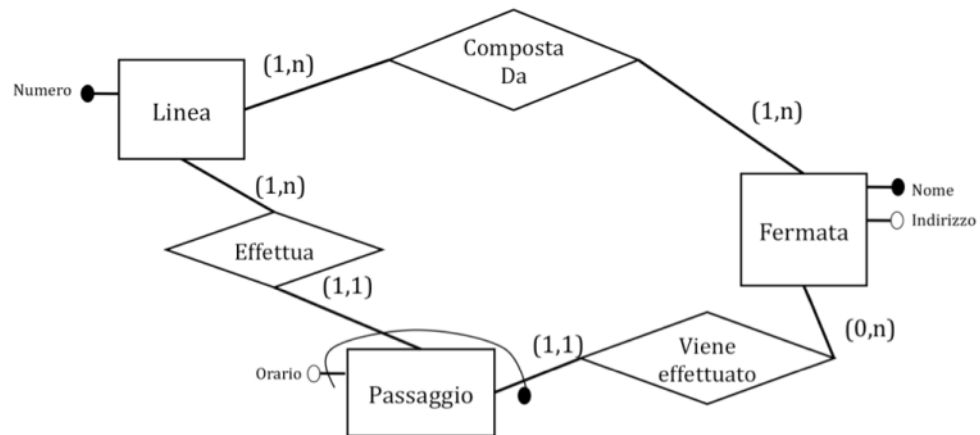 Composta
Da
(1,n)
Numero
Linea
(1,n)
(1,n)
Nome
Indirizzo
Fermata
Effettua
(1,1)
(0,n)
(1,1)
Viene
effettuato
Orario
Passaggio